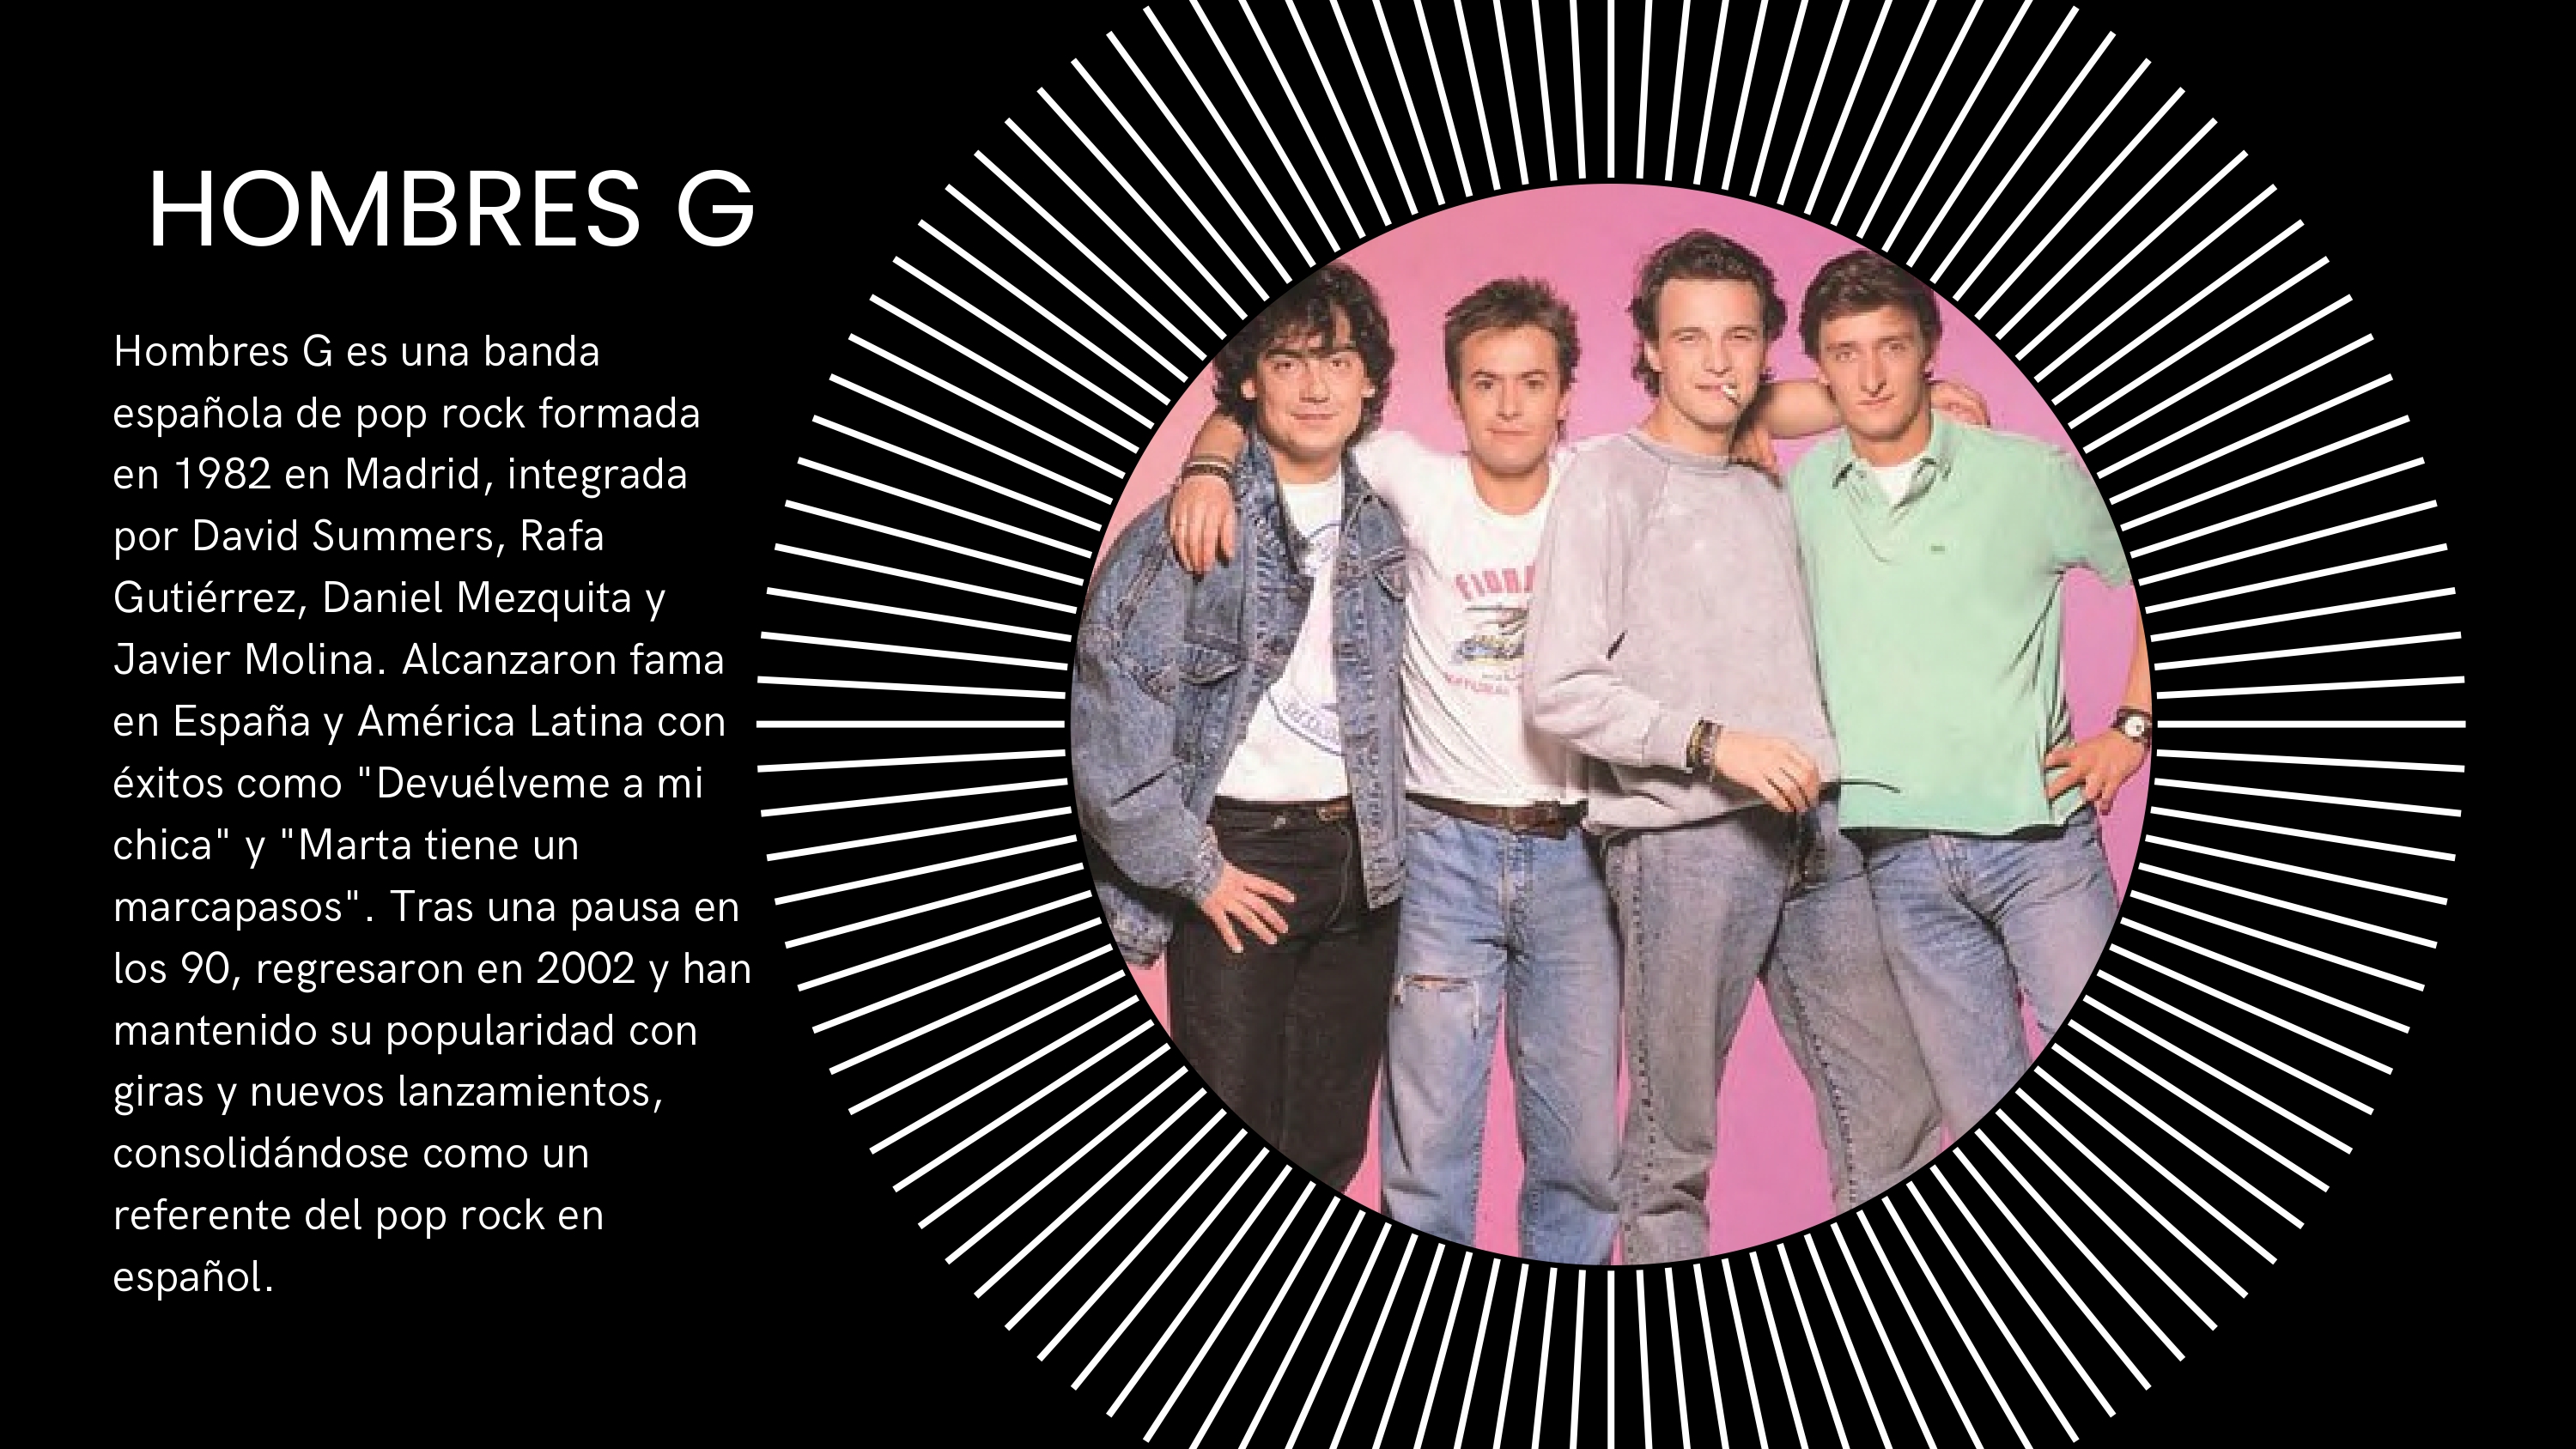 HOMBRES G
Hombres G es una banda
española de pop rock formada
en 1982 en Madrid, integrada
por David Summers, Rafa
Gutiérrez, Daniel Mezquita y
Javier Molina. Alcanzaron fama
en España y América Latina con
éxitos como "Devuélveme a mi
chica" y "Marta tiene un
marcapasos". Tras una pausa en
los 90, regresaron en 2002 y han
mantenido su popularidad con
giras y nuevos lanzamientos,
consolidándose como un
referente del pop rock en
español.